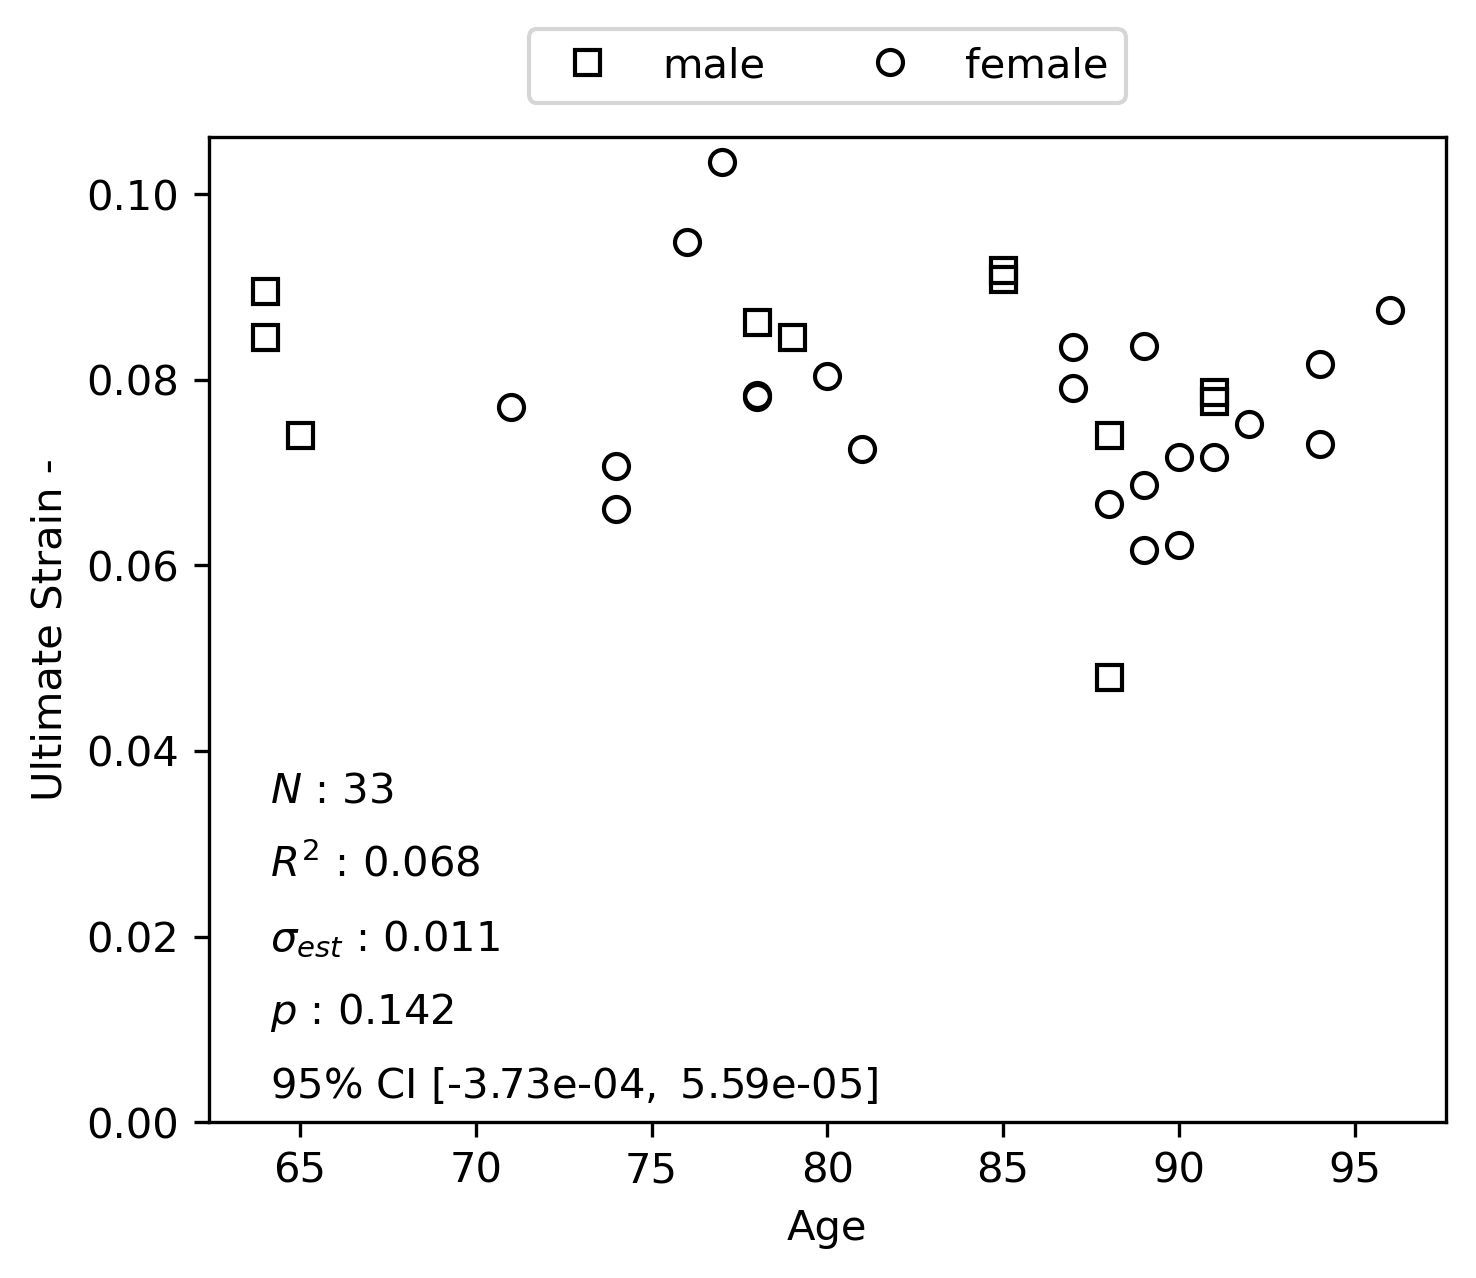 male female
0.10
0.08
0.06
0.04
0.02
0.00
Ultimate Strain -
N : 33
R² : 0.068
σest : 0.011
p : 0.142
95% CI [-3.73e-04, 5.59e-05]
65 70 75 80 85 90 95
Age